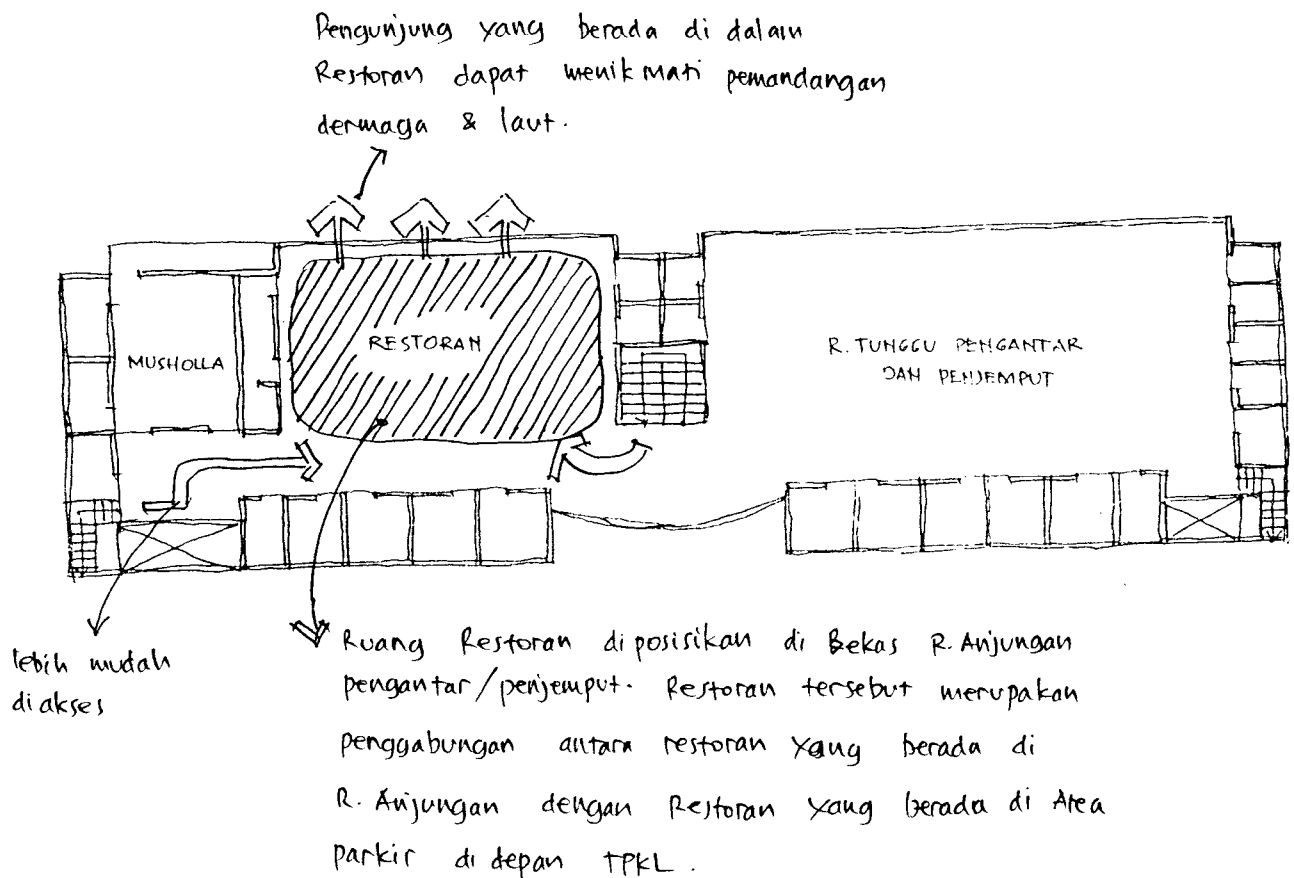 Pengunjung yang berada di dalam
Restoran dapat menikmati pemandangan
dermaga & laut.
MUSHOLLA
RESTORAN
R. TUNGGU PENGANTAR
DAN PENJEMPUT
lebih mudah
diakses
Ruang Restoran diposisikan di Bekas R. Anjungan
pengantar/penjemput. Restoran tersebut merupakan
penggabungan antara restoran yang berada di
R. Anjungan dengan Restoran yang berada di Area
parkir di depan TPKL.